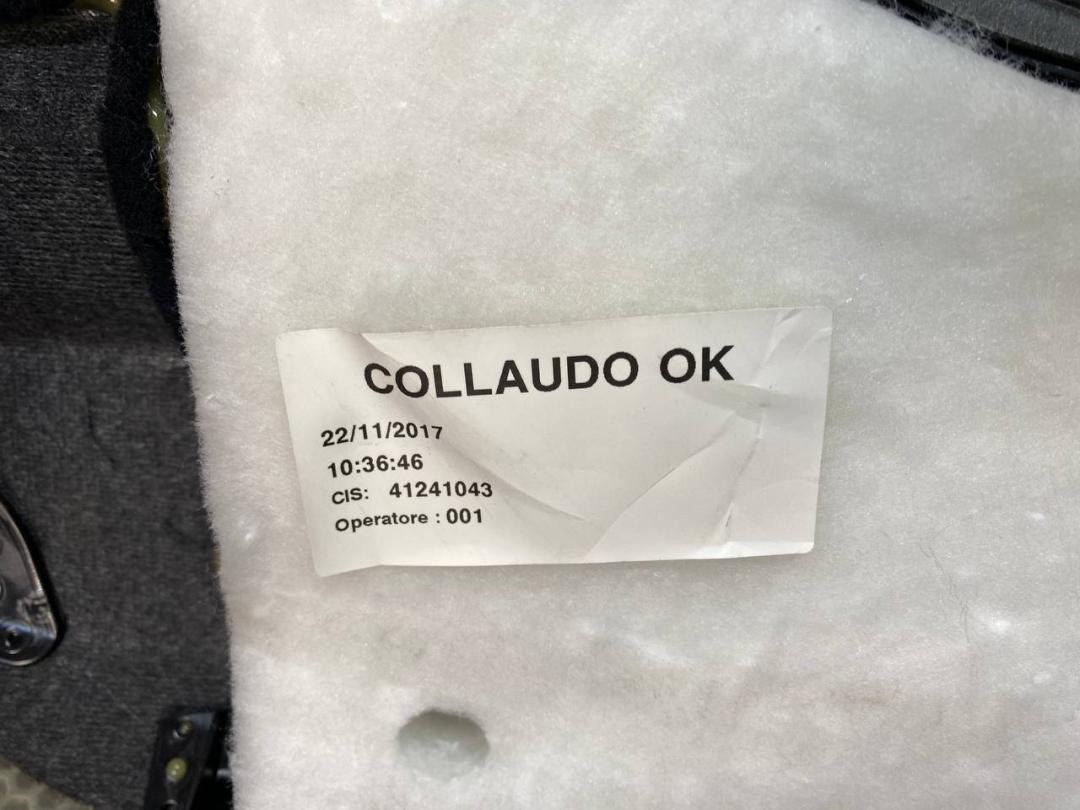 COLLAUDO OK
22/11/2017
10:36:46
CIS: 41241043
Operatore : 001